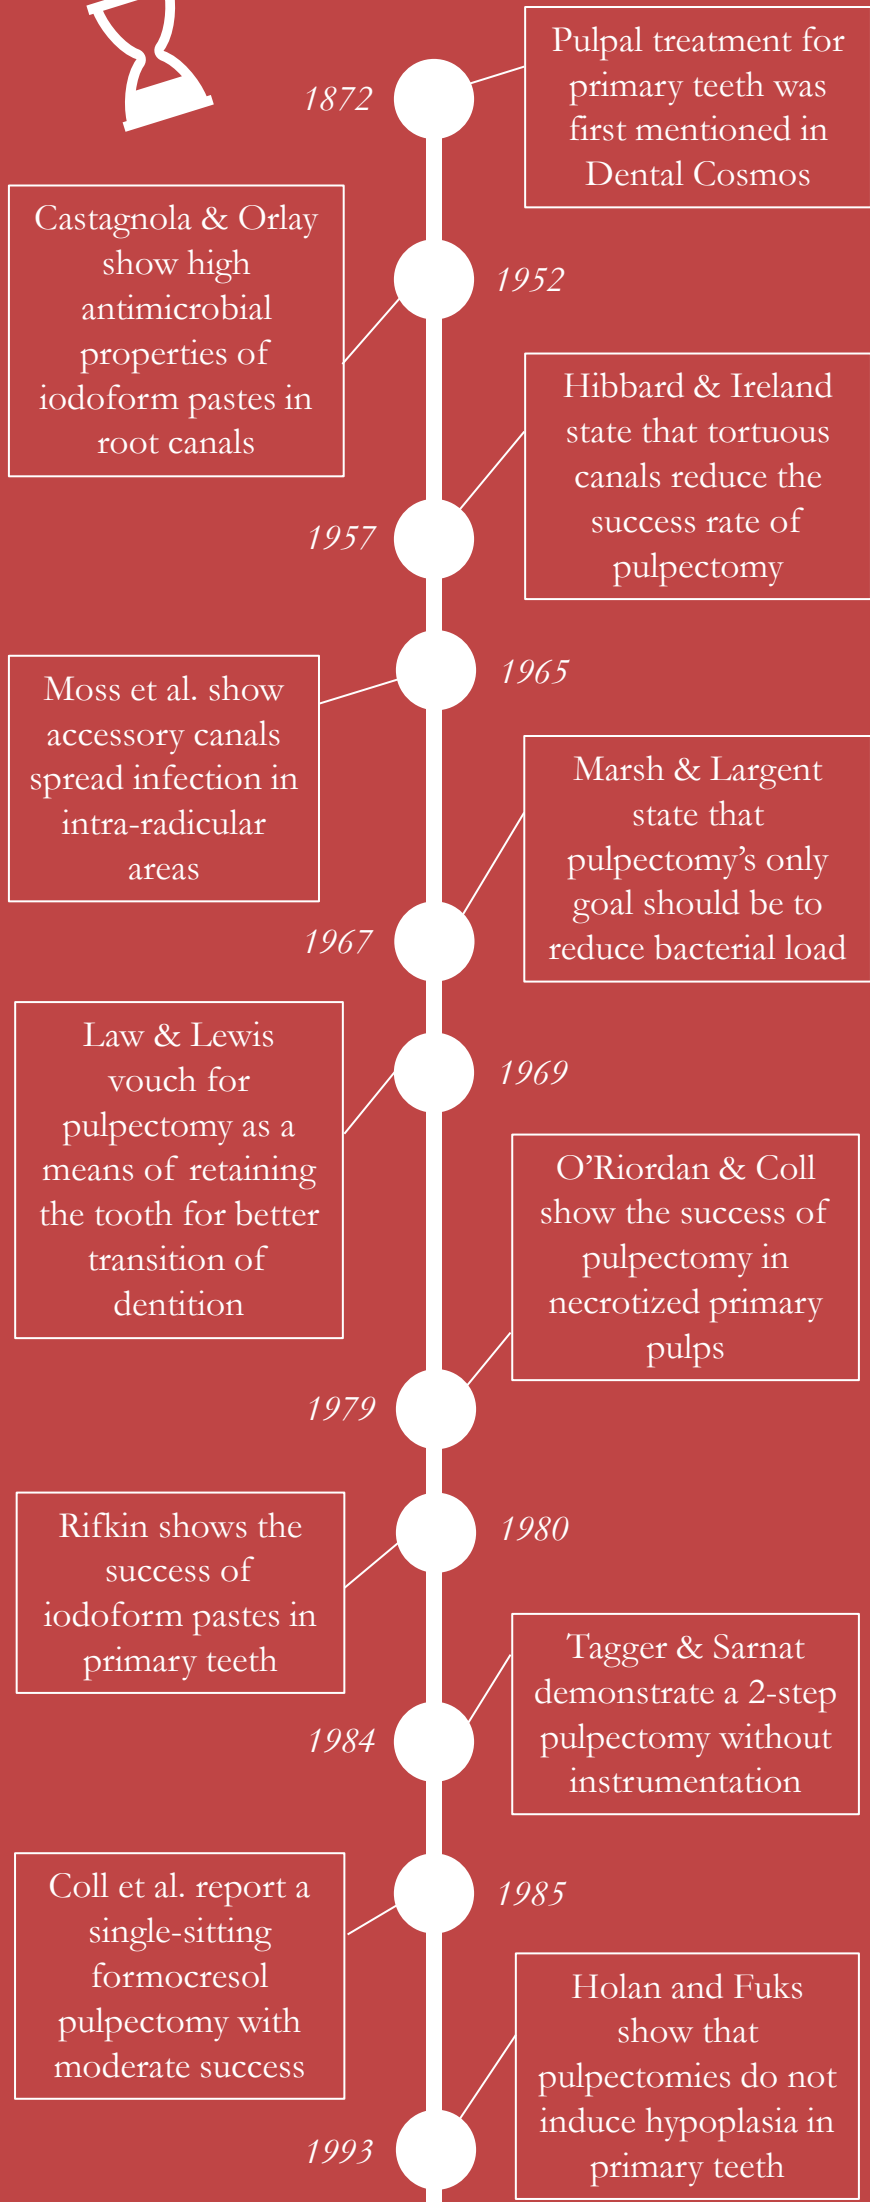 1872
Pulpal treatment for
primary teeth was
first mentioned in
Dental Cosmos
Castagnola & Orlay
show high
antimicrobial
properties of
iodoform pastes in
root canals
1952
1957
Hibbard & Ireland
state that tortuous
canals reduce the
success rate of
pulpectomy
Moss et al. show
accessory canals
spread infection in
intra-radicular
areas
1965
1967
Marsh & Largent
state that
pulpectomy’s only
goal should be to
reduce bacterial load
Law & Lewis
vouch for
pulpectomy as a
means of retaining
the tooth for better
transition of
dentition
1969
1979
O’Riordan & Coll
show the success of
pulpectomy in
necrotized primary
pulps
Rifkin shows the
success of
iodoform pastes in
primary teeth
1980
1984
Tagger & Sarnat
demonstrate a 2-step
pulpectomy without
instrumentation
Coll et al. report a
single-sitting
formocresol
pulpectomy with
moderate success
1985
1993
Holan and Fuks
show that
pulpectomies do not
induce hypoplasia in
primary teeth